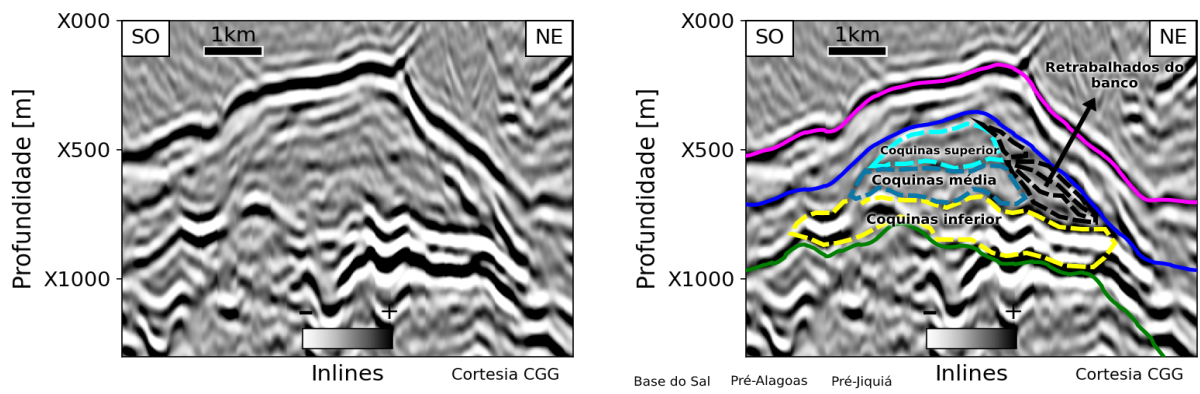 X000
SO
1km
NE
X500
X1000
Profundidade [m]
-
+
Inlines
Cortesia CGG
X000
SO
1km
NE
Retrabalhados do
banco
X500
Coquinas superior
Coquinas média
Coquinas inferior
X1000
Profundidade [m]
-
+
Base do Sal
Pré-Alagoas
Pré-Jiquiá
Inlines
Cortesia CGG